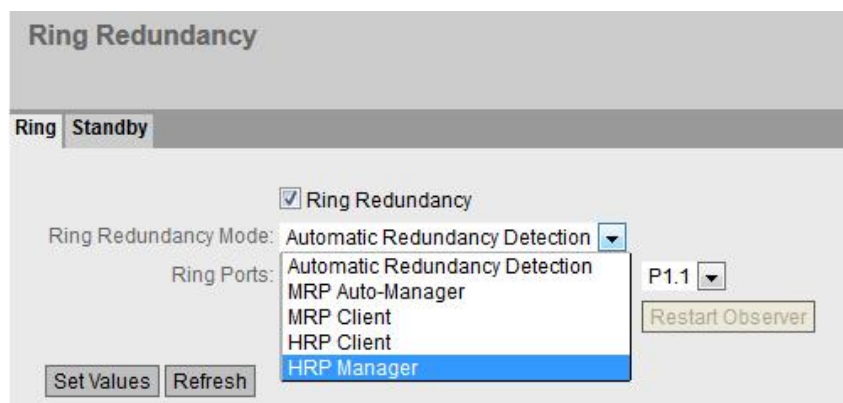 Ring Redundancy
Ring Standby
Ring Redundancy
Ring Redundancy Mode: Automatic Redundancy Detection
Ring Ports: Automatic Redundancy Detection P1.1
MRP Auto-Manager
MRP Client Restart Observer
HRP Client
HRP Manager
Set Values Refresh